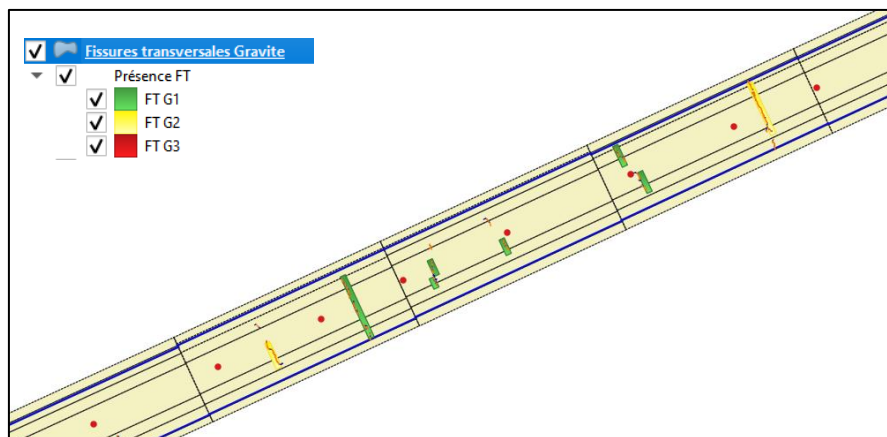 Fissures transversales Gravite
Présence FT
FT G1
FT G2
FT G3